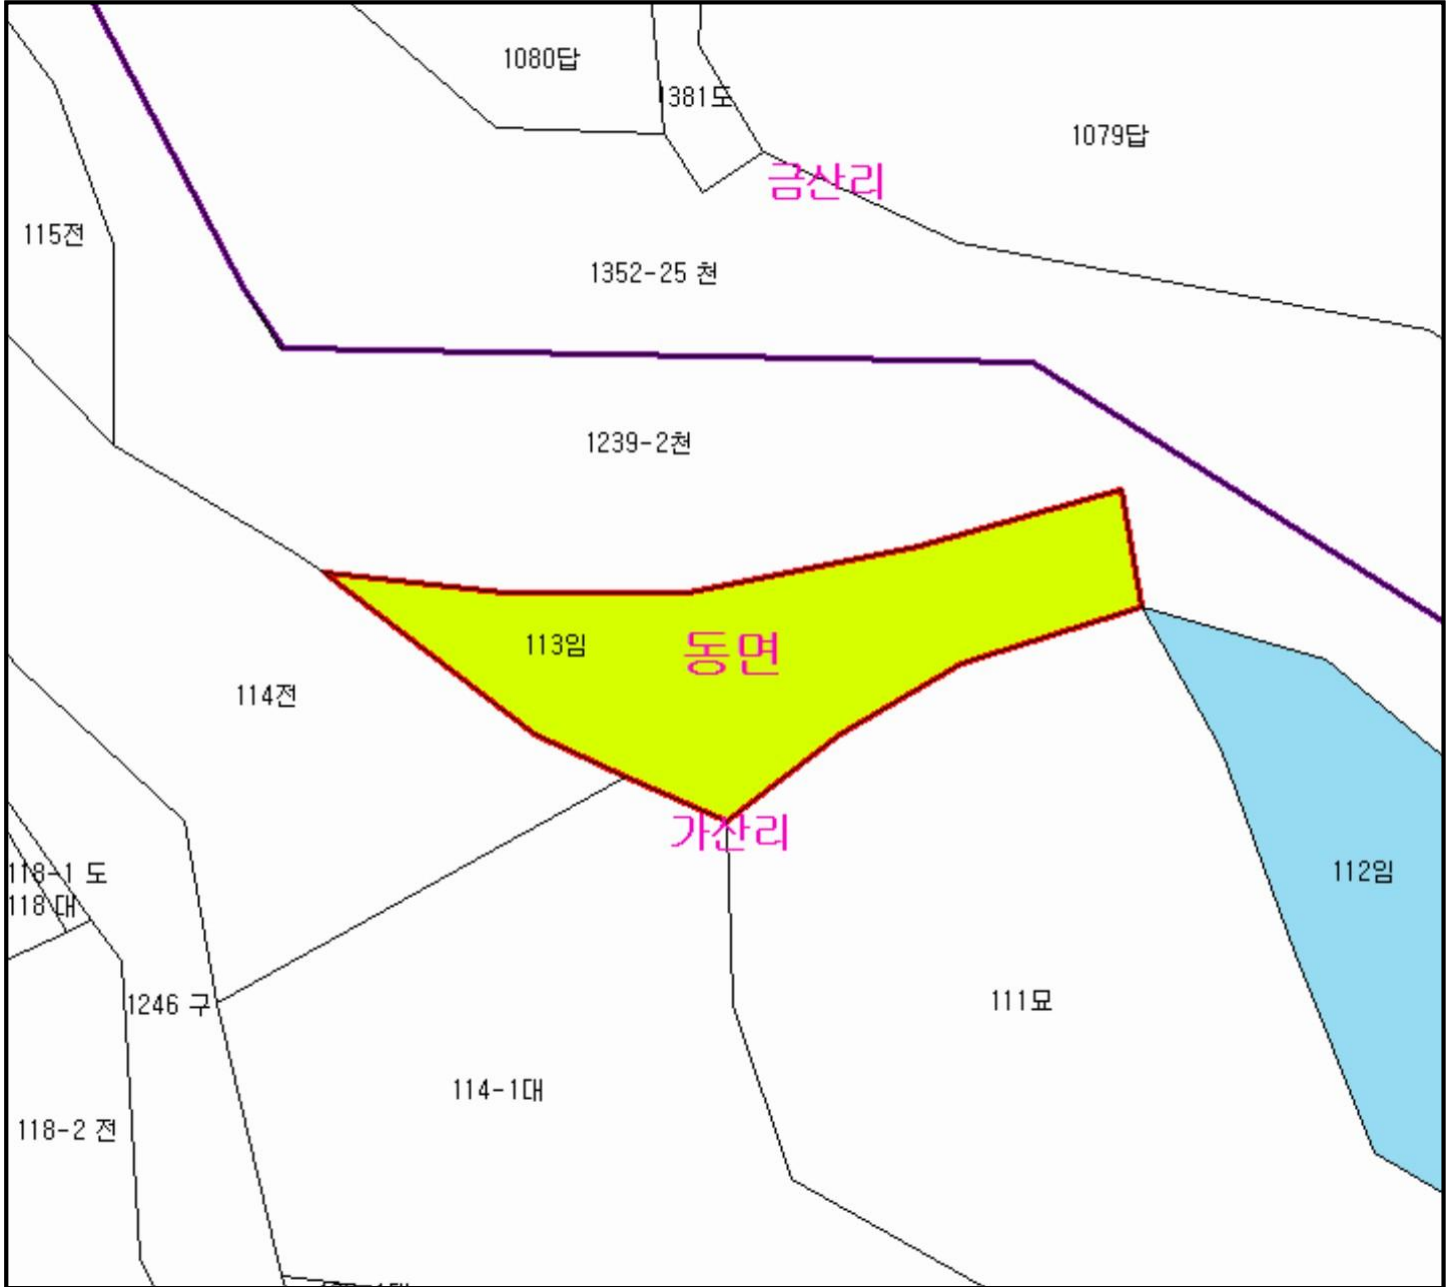 1080답
381도
1079답
금산리
115전
1352-25 천
1239-2천
113임
동면
114전
가산리
118-1 도
118 대
112임
1246 구
111묘
114-1대
118-2 전